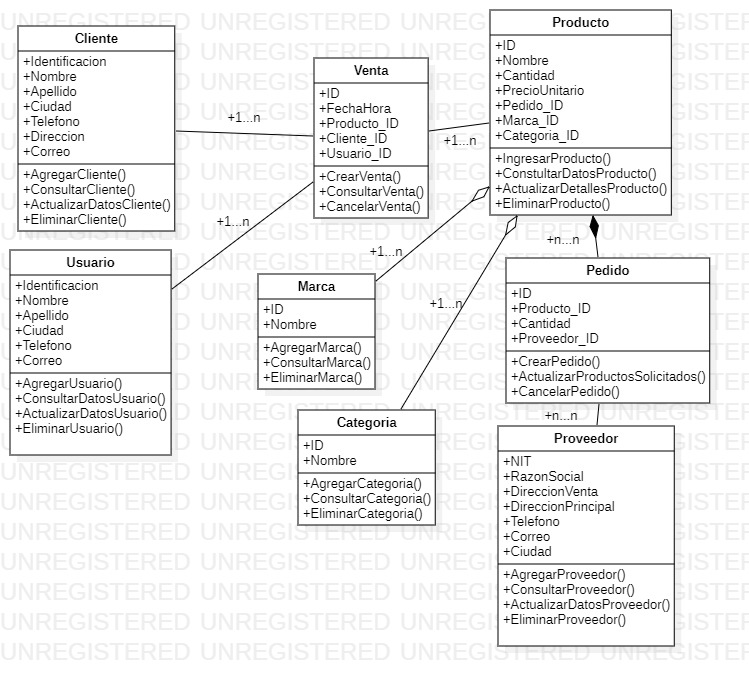 Cliente
+Identificacion
+Nombre
+Apellido
+Ciudad
+Telefono
+Direccion
+Correo
+AgregarCliente()
+ConsultarCliente()
+ActualizarDatosCliente()
+EliminarCliente()
+1...n
Venta
+ID
+FechaHora
+Producto_ID
+Cliente_ID
+Usuario_ID
+CrearVenta()
+ConsultarVenta()
+CancelarVenta()
+1...n
Producto
+ID
+Nombre
+Cantidad
+PrecioUnitario
+Pedido_ID
+Marca_ID
+Categoria_ID
+IngresarProducto()
+ConstultarDatosProducto()
+ActualizarDetallesProducto()
+EliminarProducto()
+1...n
Usuario
+Identificacion
+Nombre
+Apellido
+Ciudad
+Telefono
+Correo
+AgregarUsuario()
+ConsultarDatosUsuario()
+ActualizarDatosUsuario()
+EliminarUsuario()
+1...n
Marca
+ID
+Nombre
+AgregarMarca()
+ConsultarMarca()
+EliminarMarca()
+1...n
Categoria
+ID
+Nombre
+AgregarCategoria()
+ConsultarCategoria()
+EliminarCategoria()
+n...n
Pedido
+ID
+Producto_ID
+Cantidad
+Proveedor_ID
+CrearPedido()
+ActualizarProductosSolicitados()
+CancelarPedido()
+n...n
Proveedor
+NIT
+RazonSocial
+DireccionVenta
+DireccionPrincipal
+Telefono
+Correo
+Ciudad
+AgregarProveedor()
+ConsultarProveedor()
+ActualizarDatosProveedor()
+EliminarProveedor()
UNREGISTERED